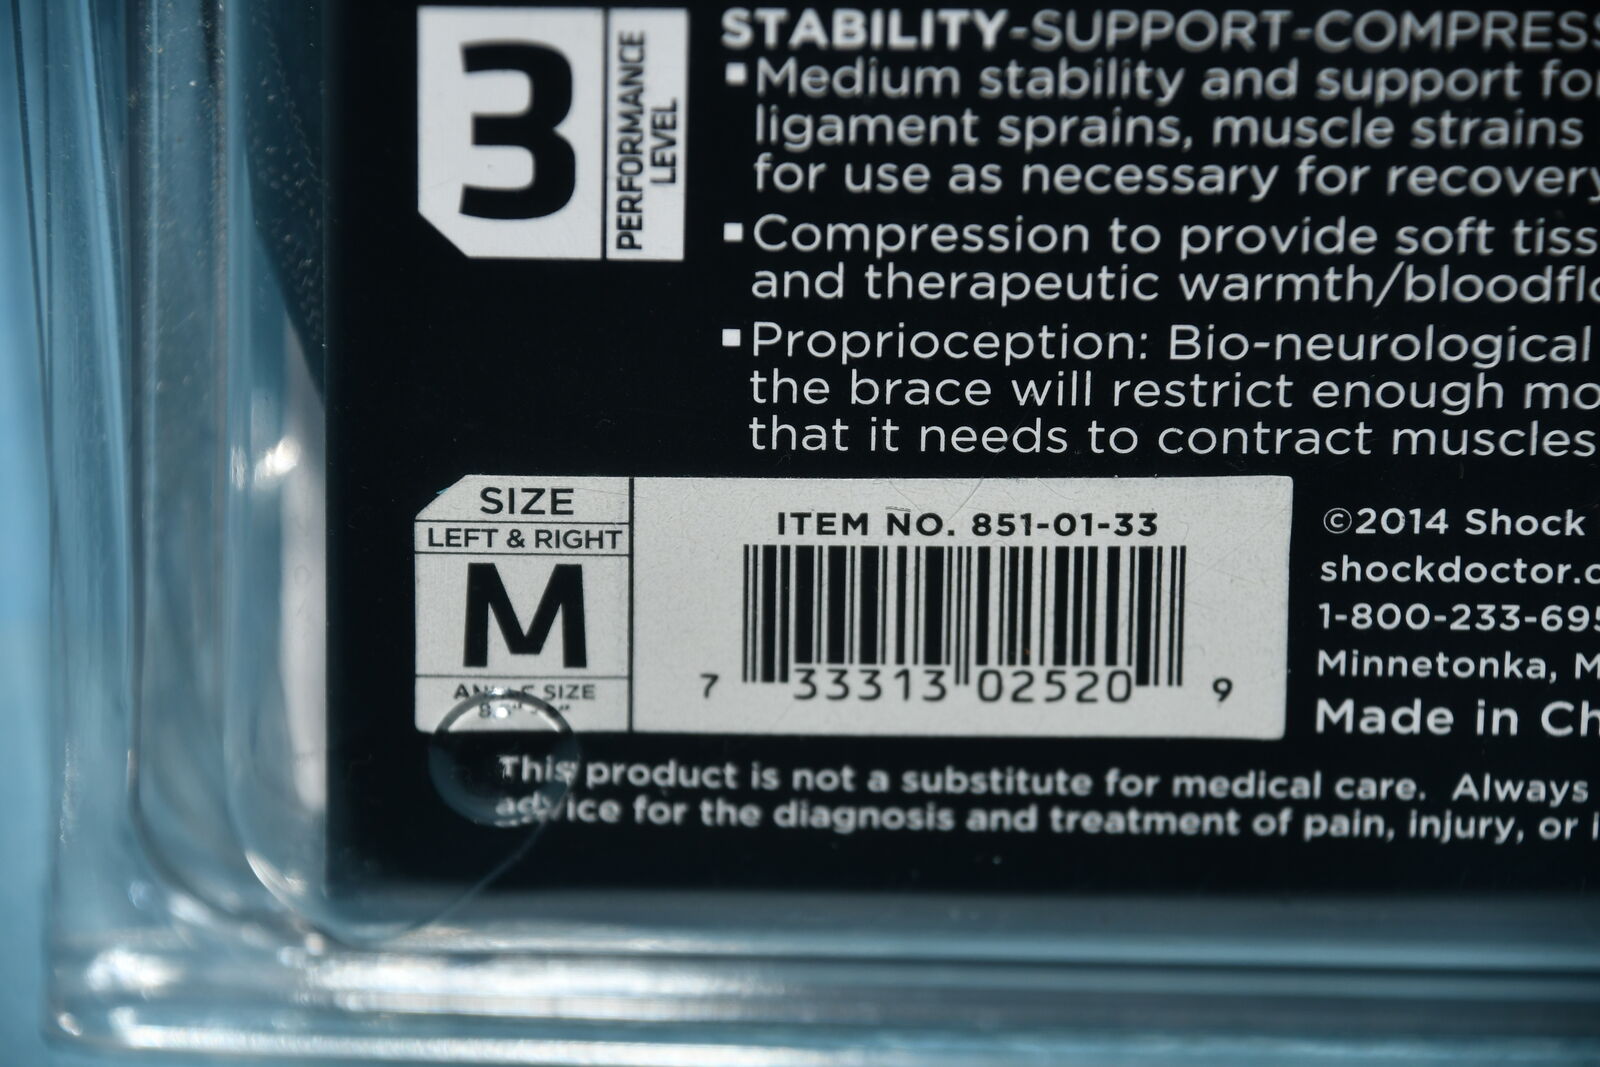 3
PERFORMANCE
LEVEL
STABILITY-SUPPORT-COMPRESS
▪Medium stability and support for
ligament sprains, muscle strains
for use as necessary for recovery
▪Compression to provide soft tiss
and therapeutic warmth/bloodflo
▪Proprioception: Bio-neurological
the brace will restrict enough mo
that it needs to contract muscles
SIZE
LEFT & RIGHT
M
SIZE
ITEM NO. 851-01-33
7 33313 02520 9
©2014 Shock
shockdoctor.c
1-800-233-695
Minnetonka, M
Made in Ch
This product is not a substitute for medical care. Always
advice for the diagnosis and treatment of pain, injury, or i